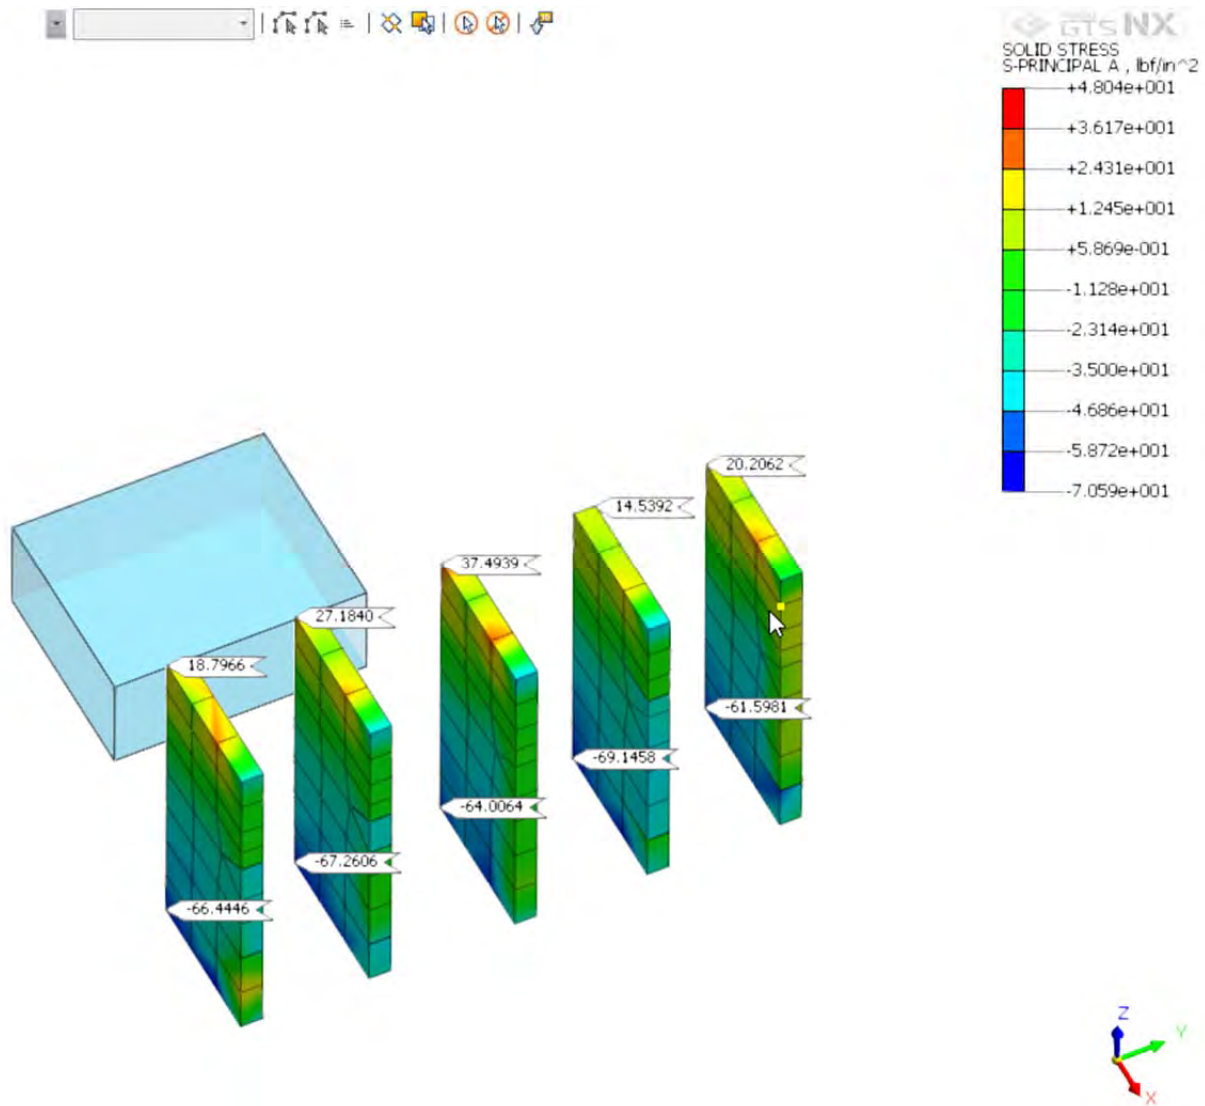 GTS NX
SOLID STRESS
S-PRINCIPAL A , lbf/in^2
+4.804e+001
+3.617e+001
+2.431e+001
+1.245e+001
+5.869e-001
-1.128e+001
-2.314e+001
-3.500e+001
-4.686e+001
-5.872e+001
-7.059e+001
20.2062
14.5392
37.4939
27.1840
18.7966
-61.5981
-69.1458
-64.0064
-67.2606
-66.4446
Z
Y
X